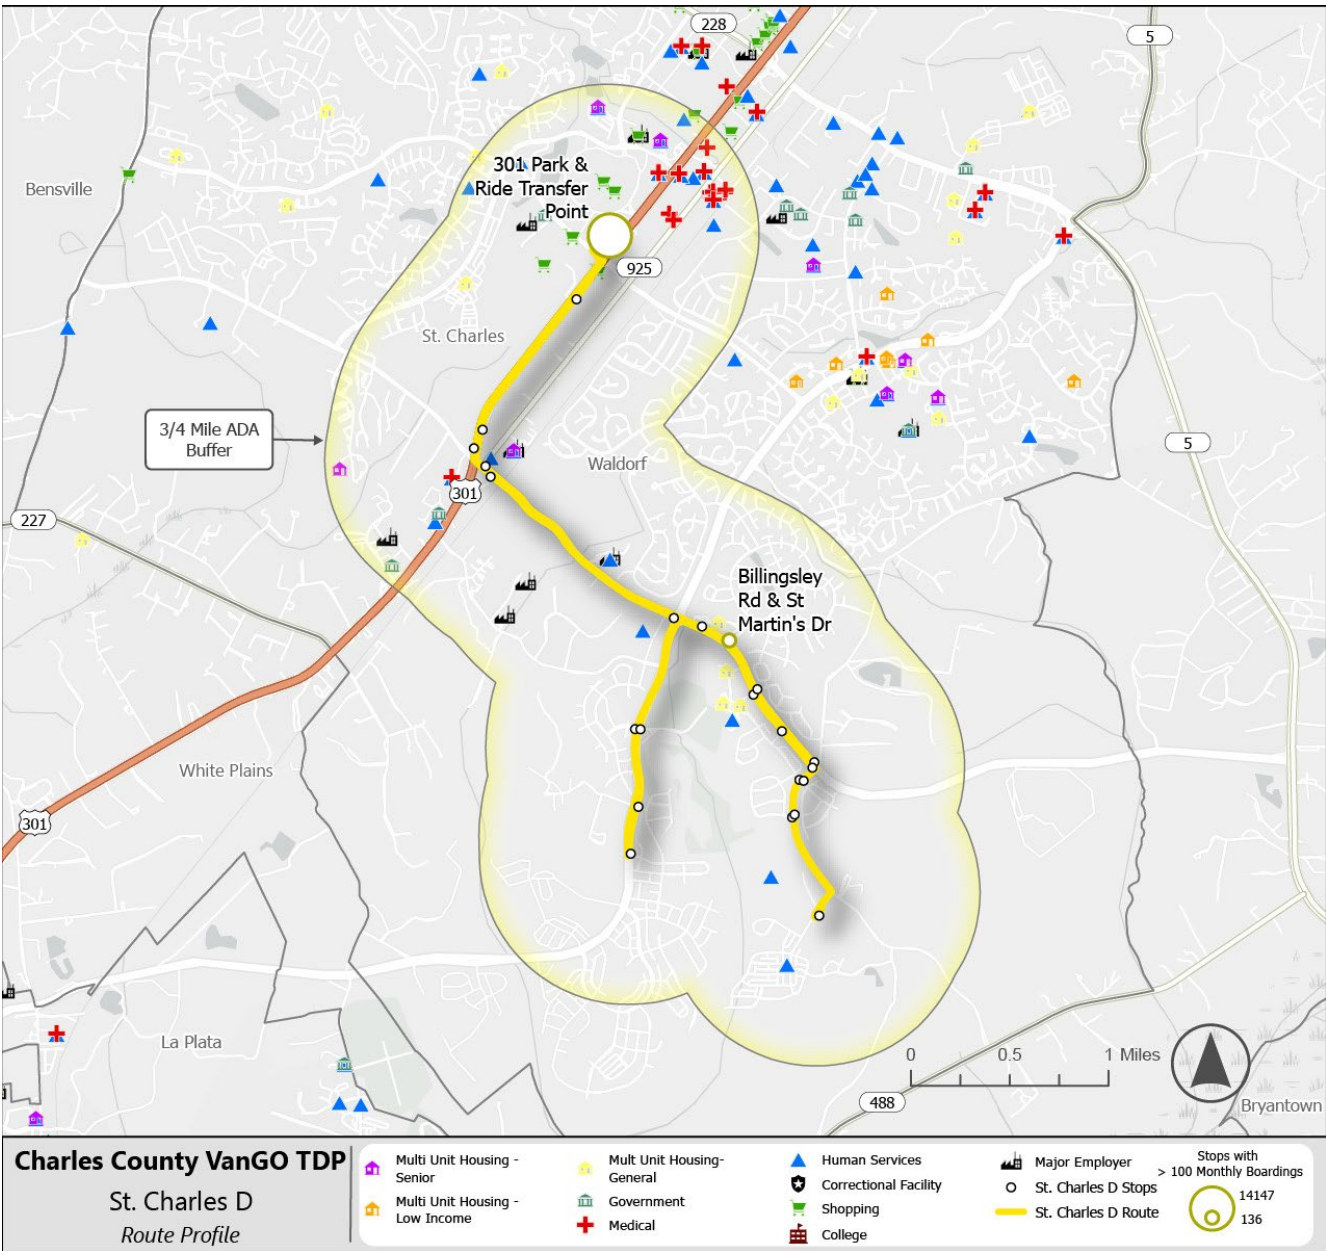 228
5
301 Park &
Ride Transfer
Point
Bensville
925
St. Charles
3/4 Mile ADA
Buffer
Waldorf
5
301
227
Billingsley
Rd & St
Martin's Dr
White Plains
301
La Plata
0 0.5 1 Miles
488
Bryantown
Charles County VanGO TDP
St. Charles D
Route Profile
Multi Unit Housing -
Senior
Multi Unit Housing -
Low Income
Mult Unit Housing-
General
Government
Medical
Human Services
Correctional Facility
Shopping
College
Major Employer
St. Charles D Stops
St. Charles D Route
Stops with
> 100 Monthly Boardings
14147
136